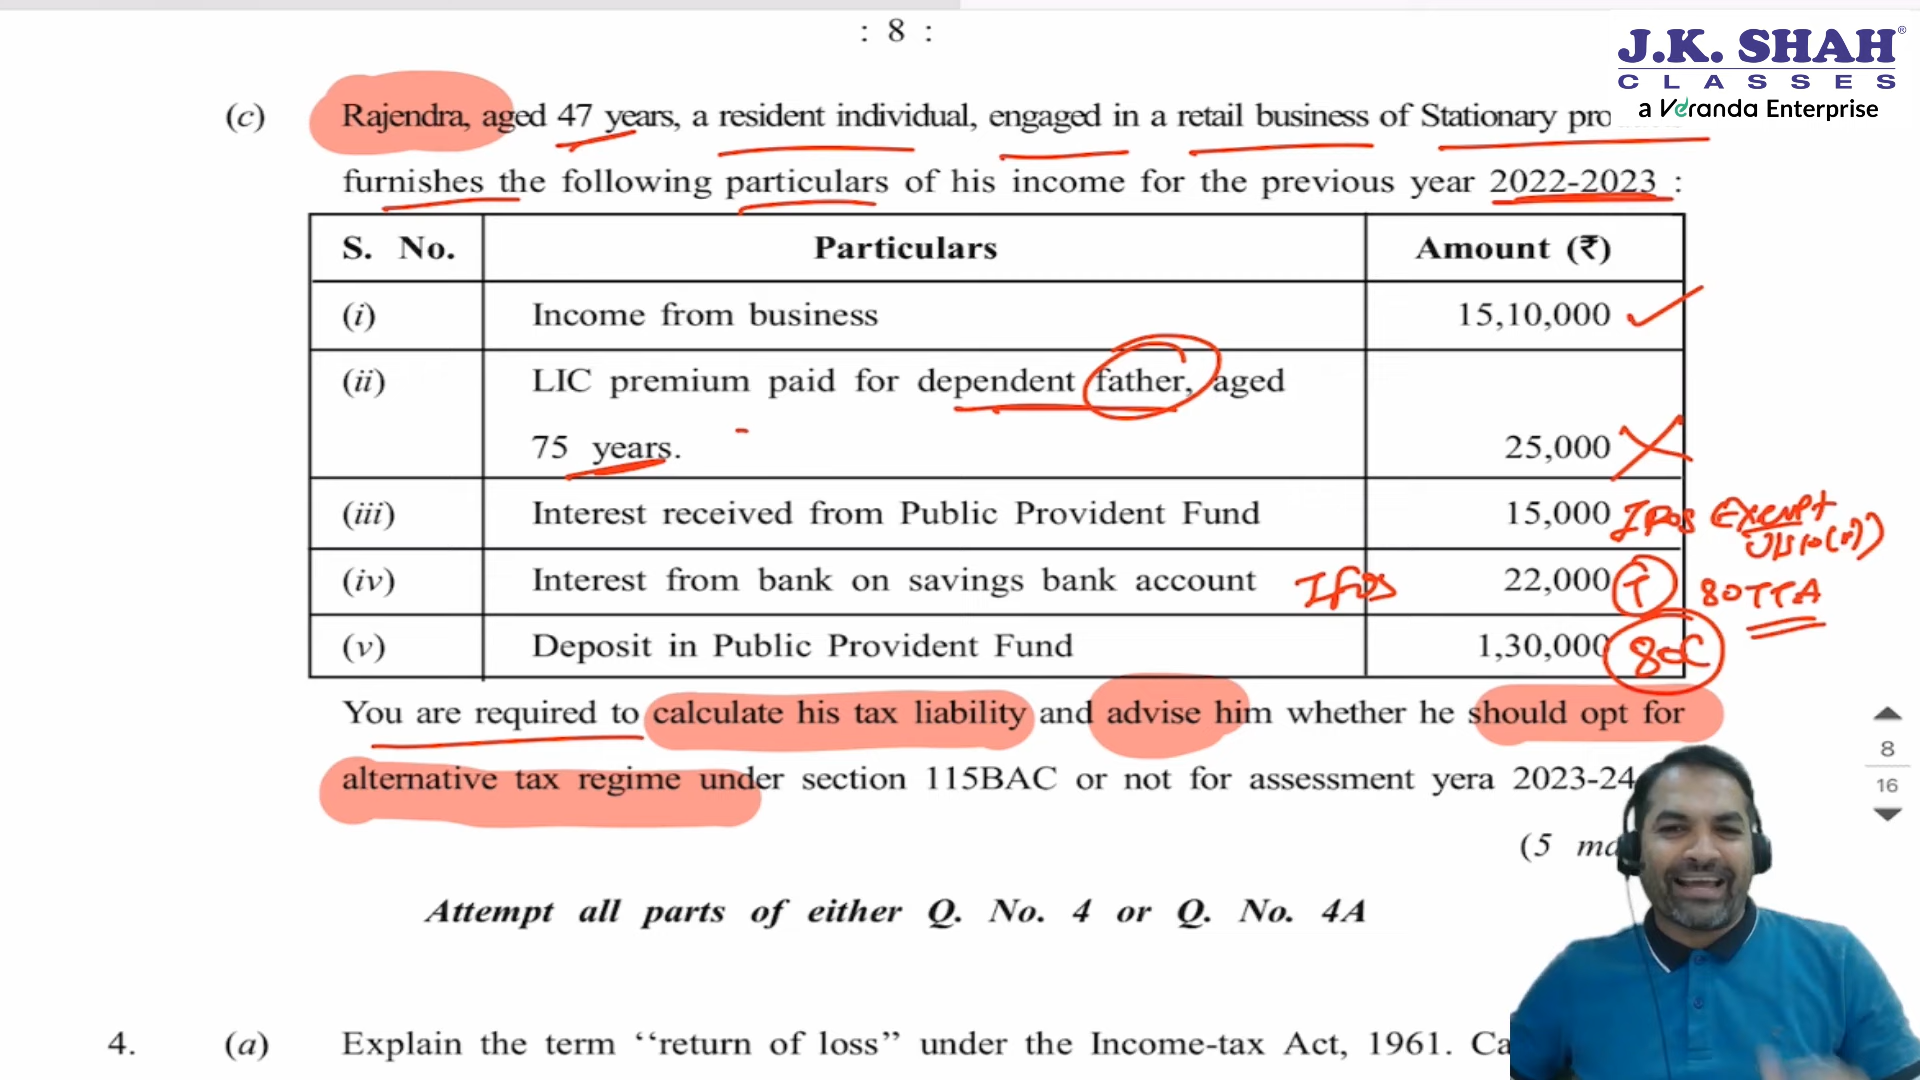 : 8 :
J.K. SHAH®
CLASSES
a Veranda Enterprise
(c) Rajendra, aged 47 years, a resident individual, engaged in a retail business of Stationary pro
furnishes the following particulars of his income for the previous year 2022-2023 :
S. No. Particulars Amount (₹)
(i) Income from business 15,10,000
(ii) LIC premium paid for dependent father, aged
75 years. 25,000
(iii) Interest received from Public Provident Fund 15,000 IFOS Exempt
U/S 10(11)
(iv) Interest from bank on savings bank account IFOS 22,000 T 80TTA
(v) Deposit in Public Provident Fund 1,30,000 80C
You are required to calculate his tax liability and advise him whether he should opt for
alternative tax regime under section 115BAC or not for assessment yera 2023-24
8
16
(5 ma
Attempt all parts of either Q. No. 4 or Q. No. 4A
4. (a) Explain the term ‘‘return of loss’’ under the Income-tax Act, 1961. Ca